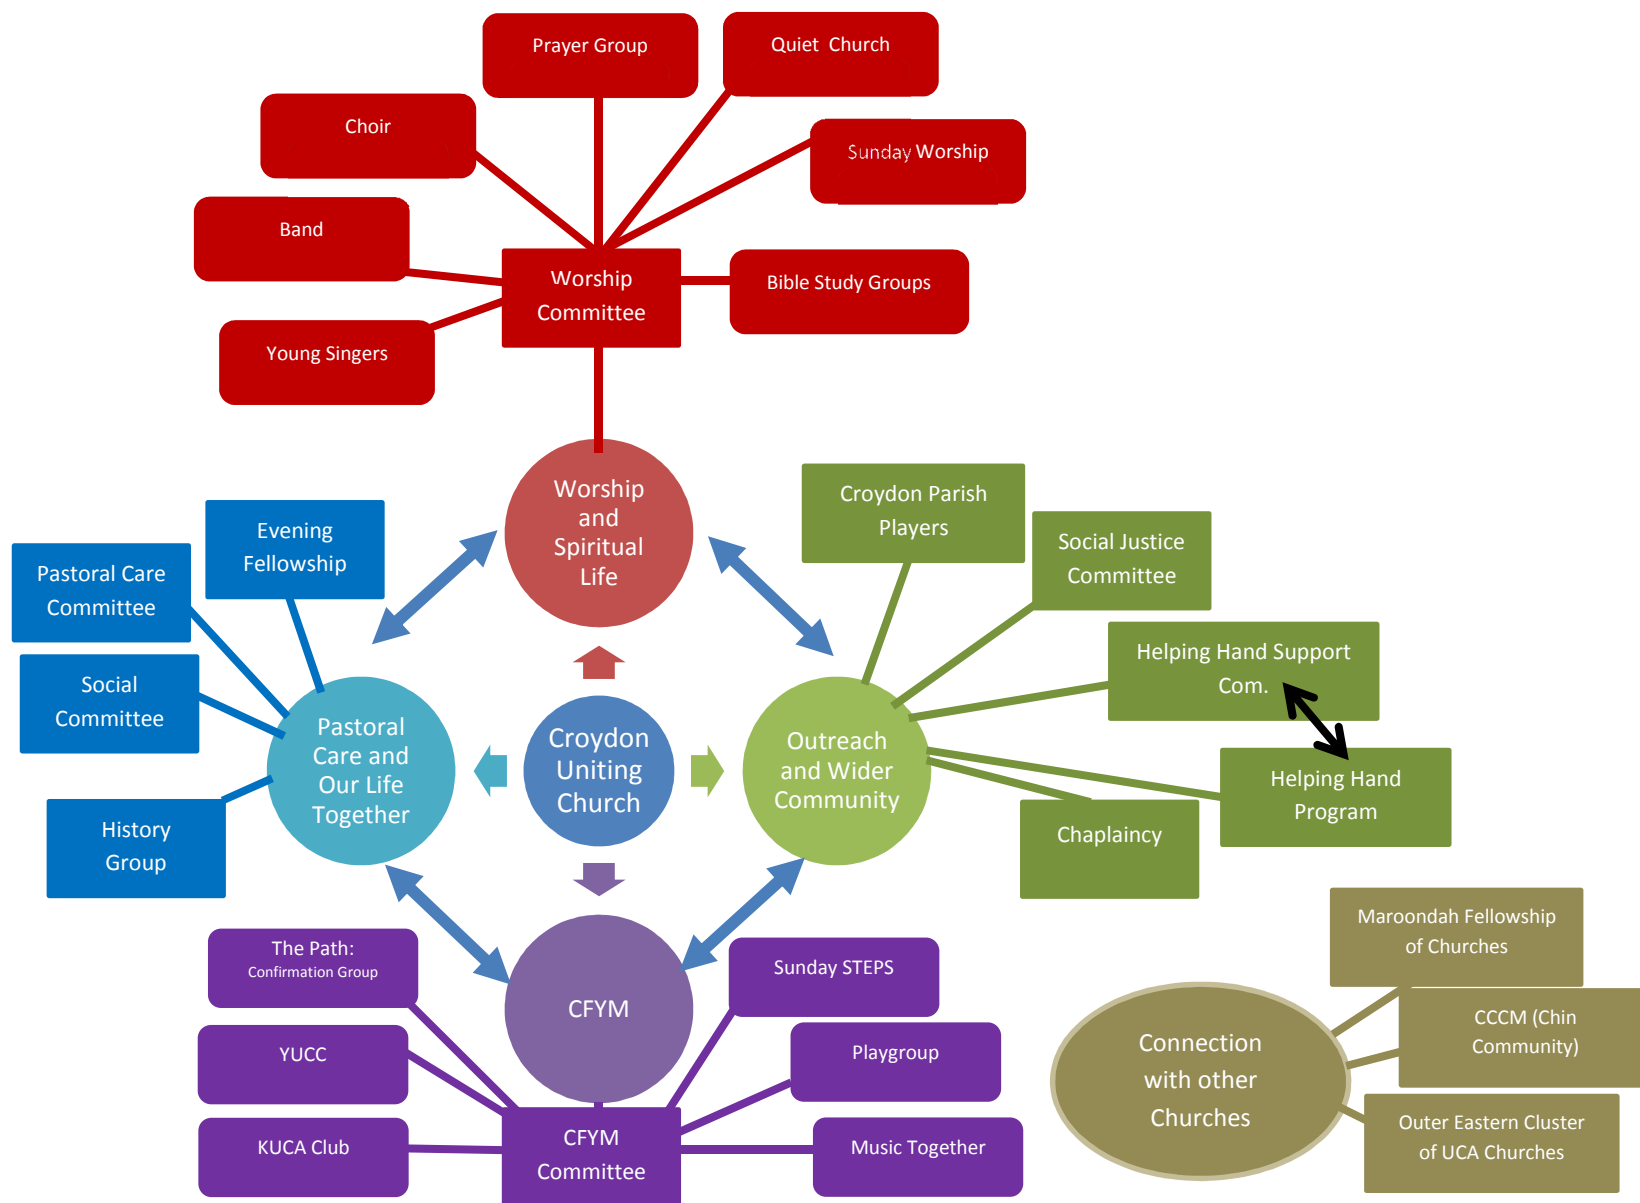 Prayer Group
Quiet  Church
Choir
Sunday Worship
Band
Worship
Committee
Bible Study Groups
Young Singers
Worship
and
Spiritual
Life
Croydon Parish
Players
Evening
Fellowship
Social Justice
Committee
Pastoral Care
Committee
Helping Hand Support
Com.
Social
Committee
Pastoral
Care and
Our Life
Together
Croydon
Uniting
Church
Outreach
and Wider
Community
Helping Hand
Program
History
Group
Chaplaincy
The Path:
Confirmation Group
Sunday STEPS
CFYM
YUCC
Playgroup
KUCA Club
CFYM
Committee
Music Together
Maroondah Fellowship
of Churches
Connection
with other
Churches
CCCM (Chin
Community)
Outer Eastern Cluster
of UCA Churches